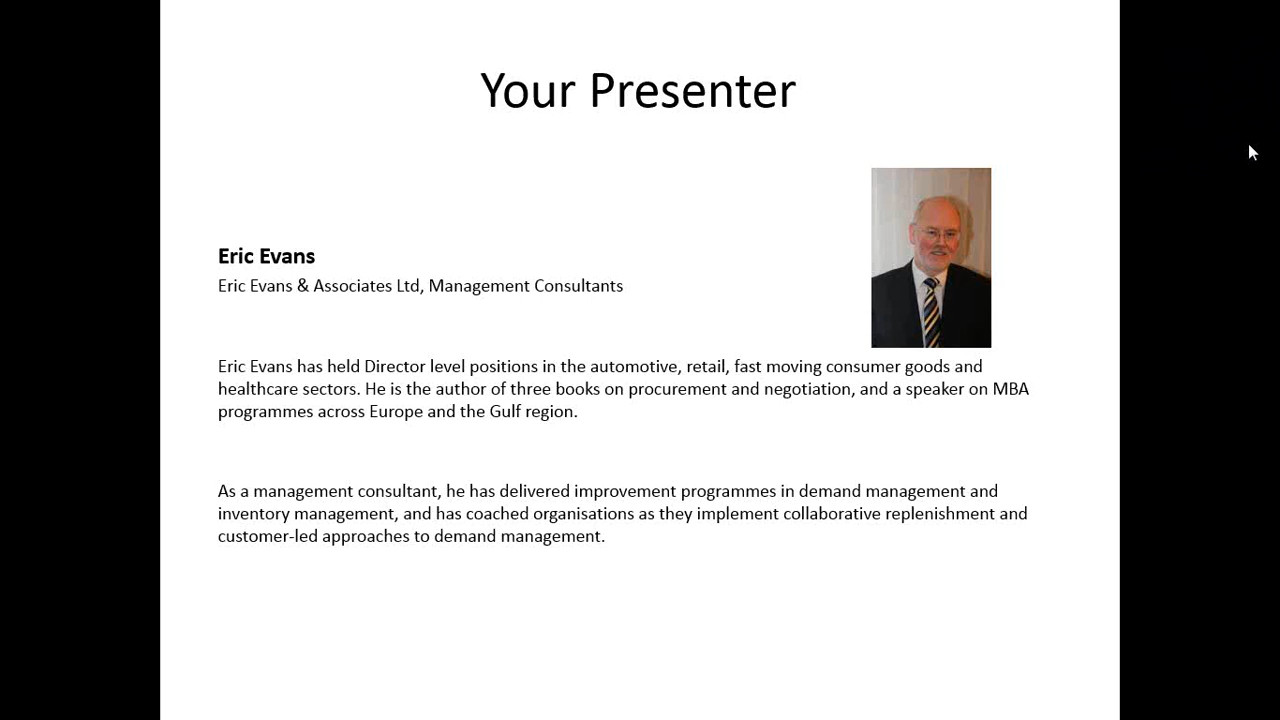 Your Presenter
Eric Evans
Eric Evans & Associates Ltd, Management Consultants
Eric Evans has held Director level positions in the automotive, retail, fast moving consumer goods and
healthcare sectors. He is the author of three books on procurement and negotiation, and a speaker on MBA
programmes across Europe and the Gulf region.
As a management consultant, he has delivered improvement programmes in demand management and
inventory management, and has coached organisations as they implement collaborative replenishment and
customer-led approaches to demand management.